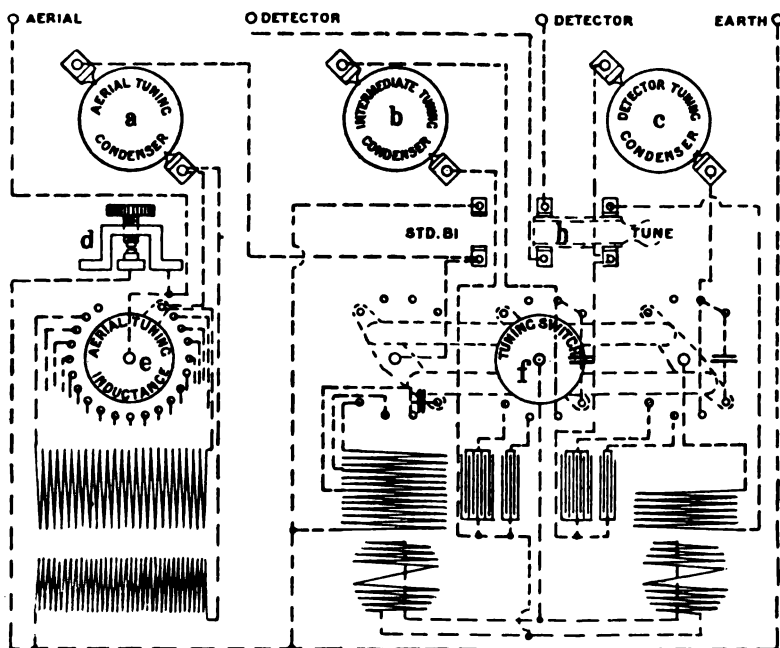 AERIAL
DETECTOR
DETECTOR
EARTH
AERIAL TUNING
a
CONDENSER
INTERMEDIATE TUNING
b
CONDENSER
DETECTOR TUNING
c
CONDENSER
d
STD. BI
h
TUNE
AERIAL TUNING
e
INDUCTANCE
TUNING SWITCH
f